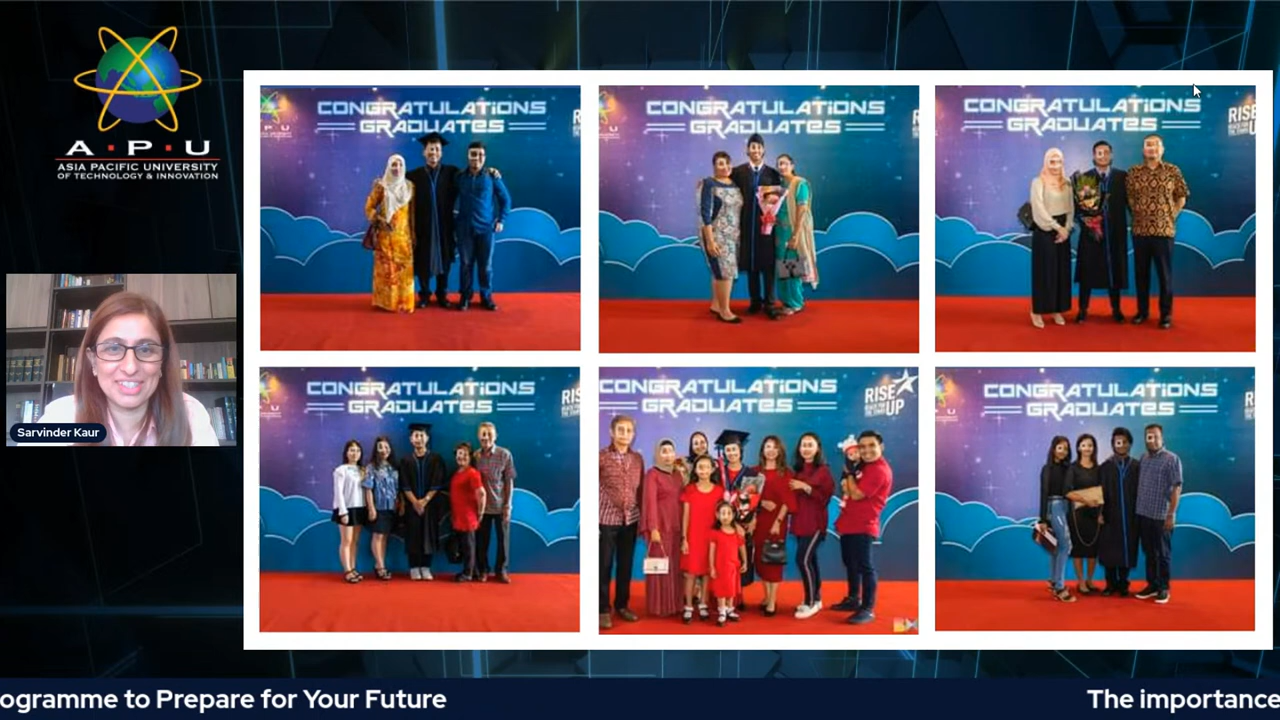 A·P·U
ASIA PACIFIC UNIVERSITY
OF TECHNOLOGY & INNOVATION
CONGRATULATIONS
GRADUATES
CONGRATULATIONS
GRADUATES
CONGRATULATIONS
GRADUATES
RISE
UP
Sarvinder Kaur
CONGRATULATIONS
GRADUATES
CONGRATULATIONS
GRADUATES
RISE
UP
CONGRATULATIONS
GRADUATES
ogramme to Prepare for Your Future
The importance